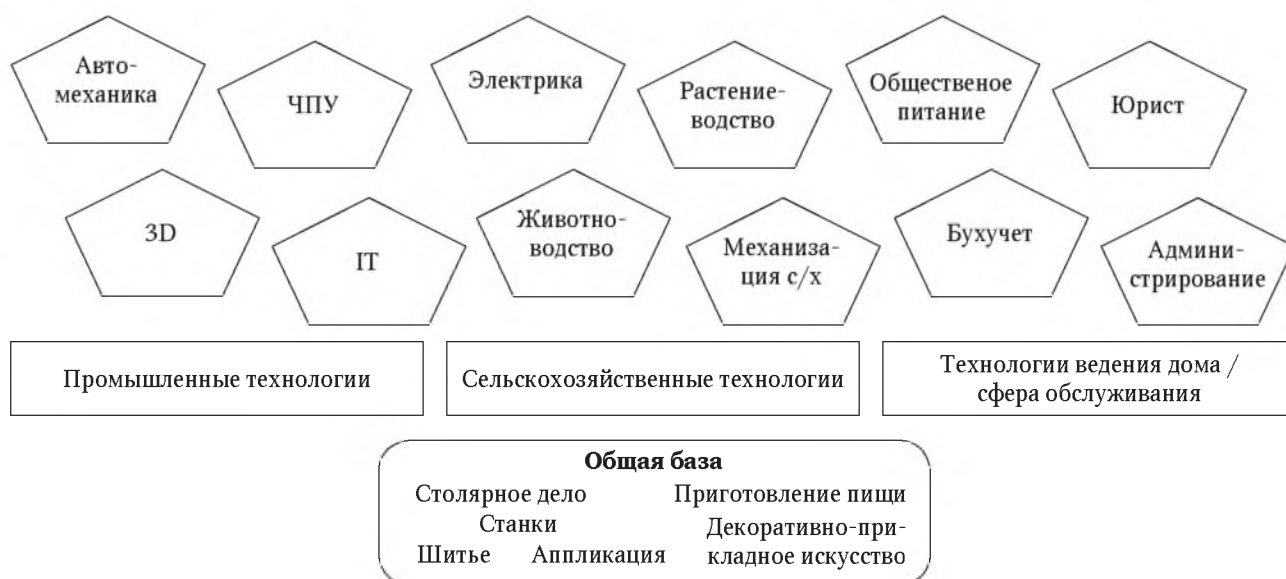 Авто-
механика
ЧПУ
Электрика
Растение-
водство
Общественое
питание
Юрист
3D
IT
Животно-
водство
Механиза-
ция с/х
Бухучет
Админи-
стрирование
Промышленные технологии
Сельскохозяйственные технологии
Технологии ведения дома /
сфера обслуживания
Общая база
Столярное дело
Приготовление пищи
Станки
Декоративно-при-
кладное искусство
Шитье
Аппликация